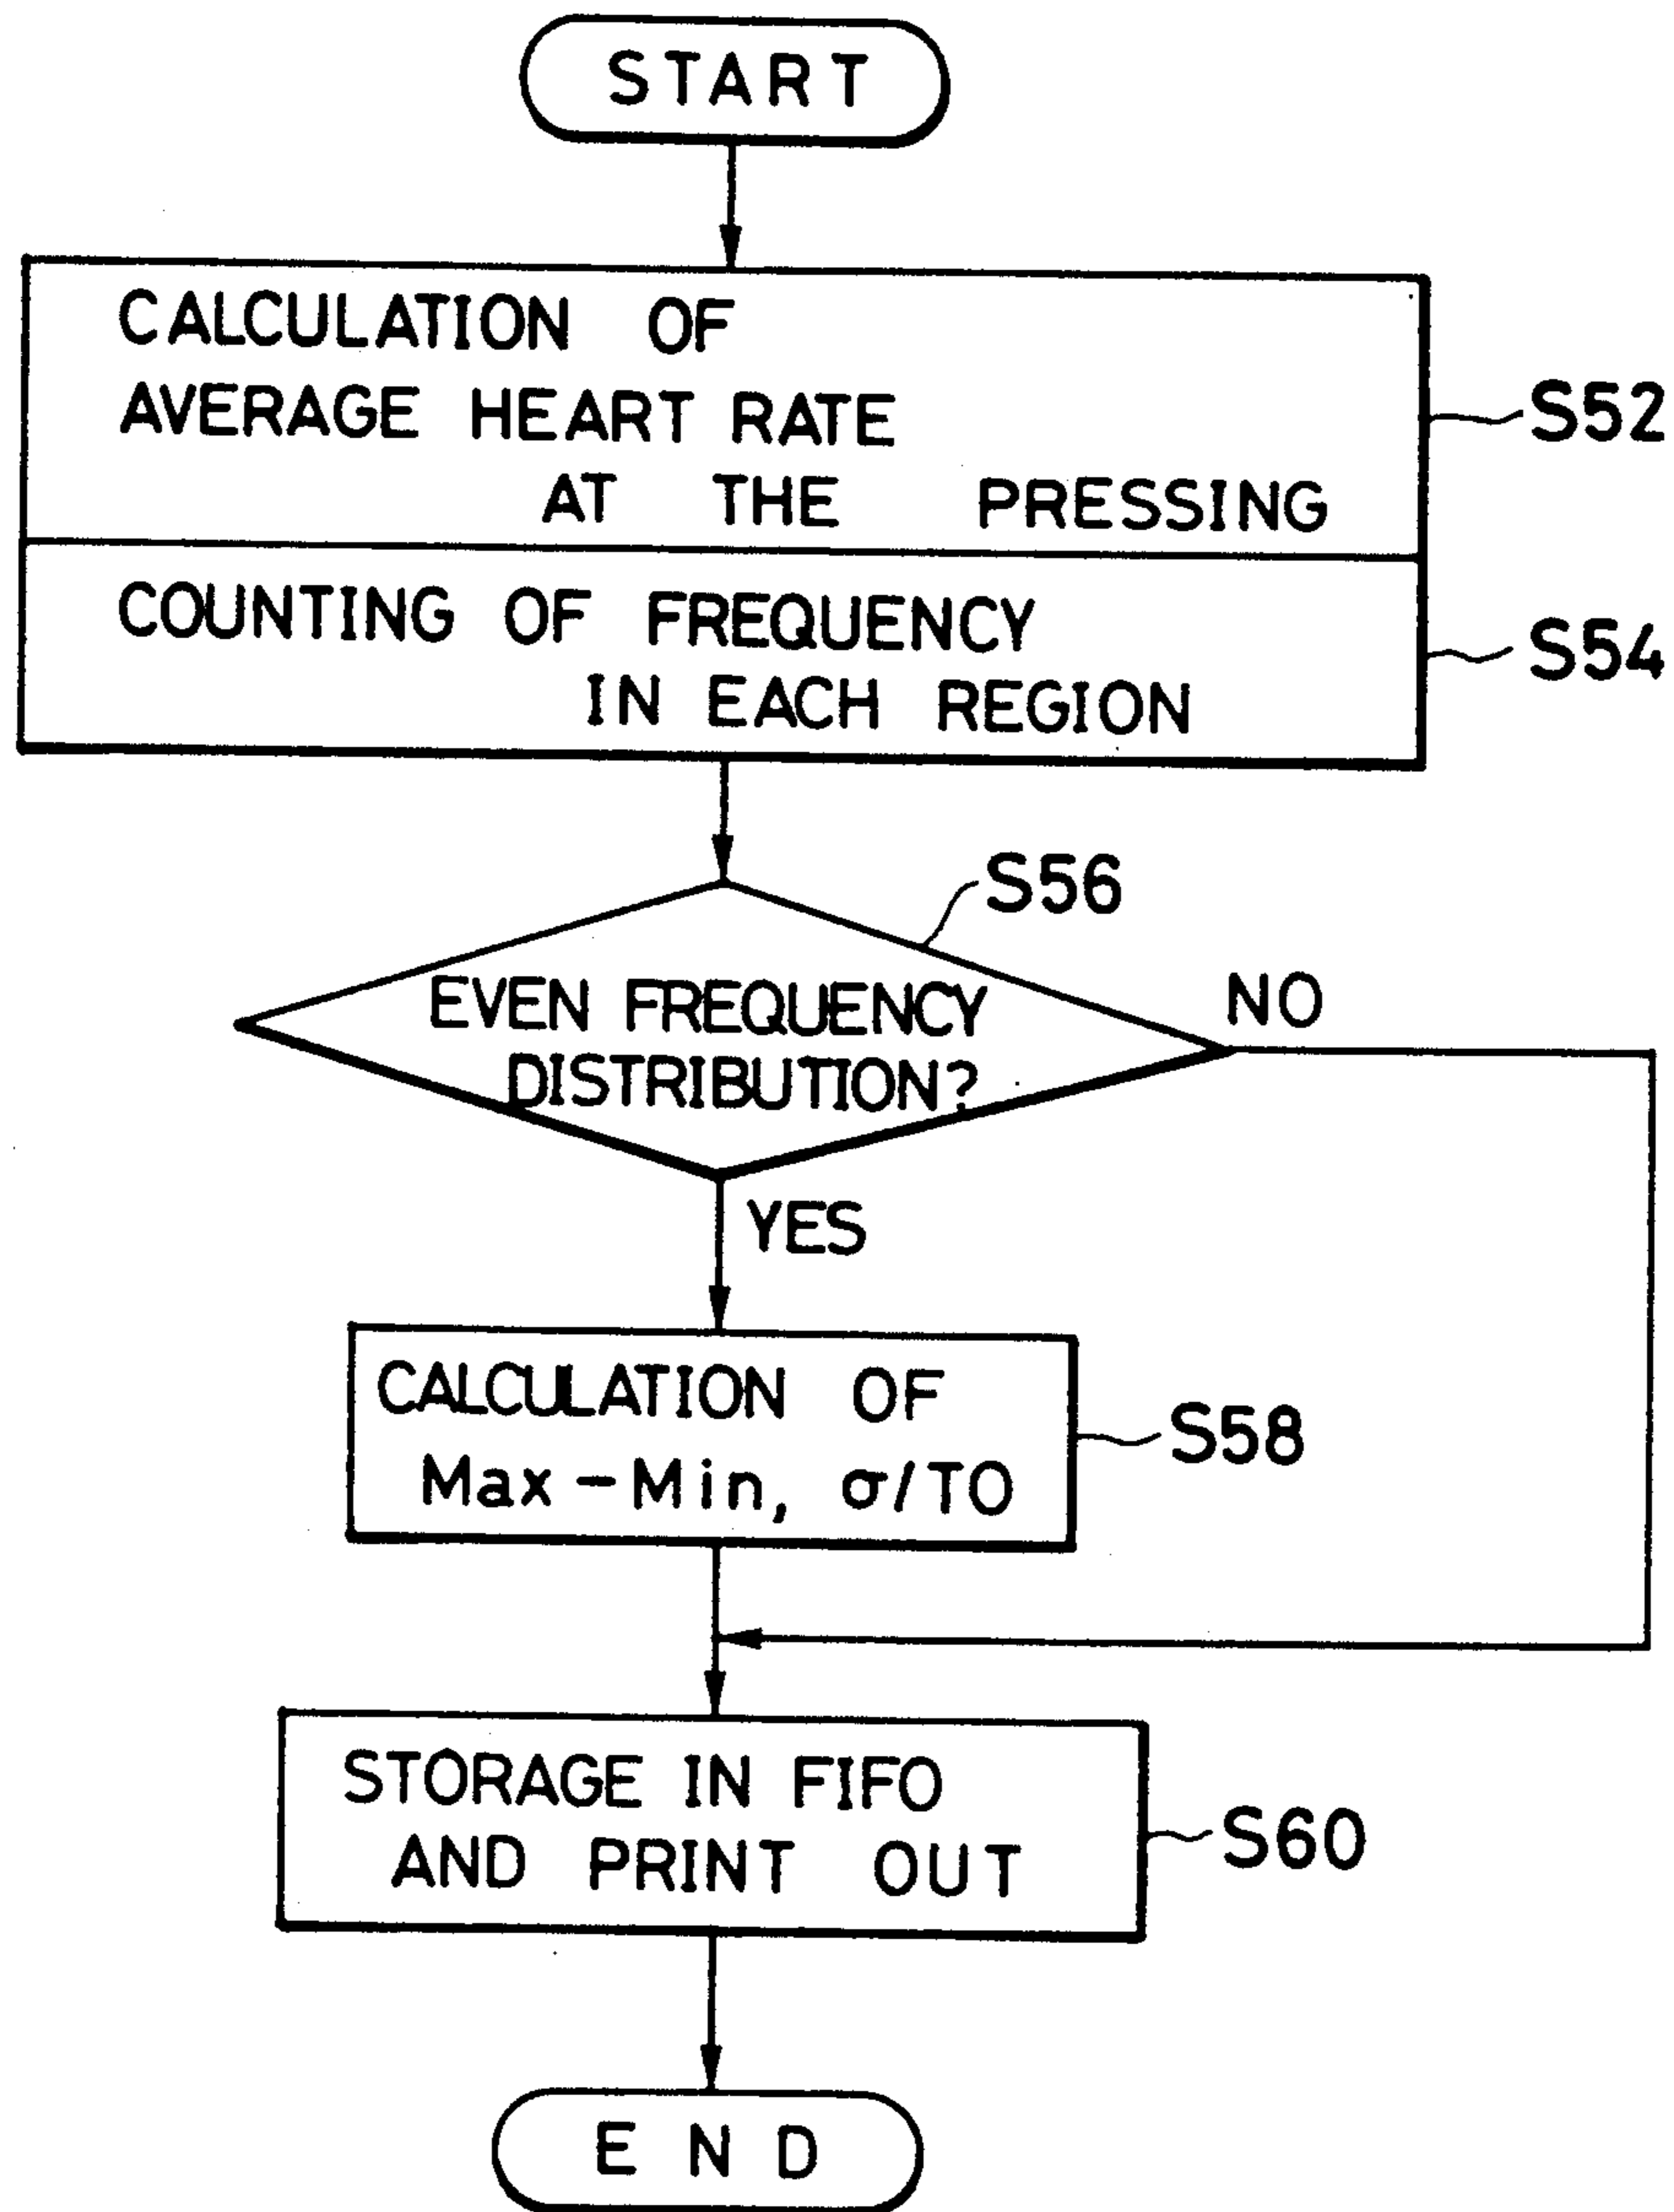 START
CALCULATION OF
AVERAGE HEART RATE
AT THE PRESSING
S52
COUNTING OF FREQUENCY
IN EACH REGION
S54
S56
EVEN FREQUENCY
DISTRIBUTION?
NO
YES
CALCULATION OF
Max-Min, σ/TO
S58
STORAGE IN FIFO
AND PRINT OUT
S60
END